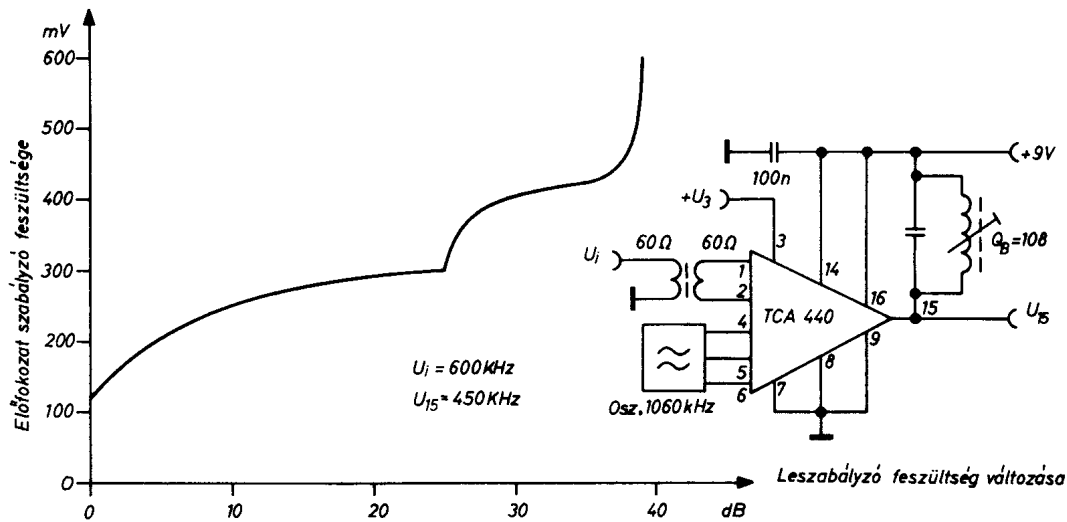 mV
600
500
400
300
200
100
0
Előfokozat szabályzó feszültsége
0
10
20
30
40
dB
Leszabályzó feszültség változása
Ui = 600 KHz
U15 = 450 KHz
100n
+9V
+U3
3
60Ω
60Ω
Ui
1
2
14
QB=108
16
15
U15
4
TCA 440
9
5
8
6
7
Osz, 1060 kHz